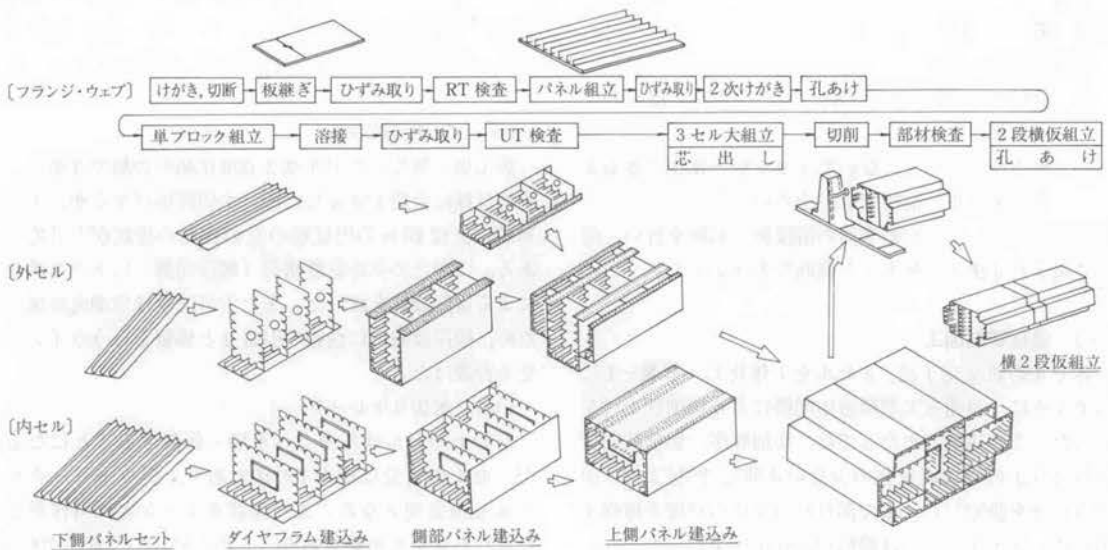 〔フランジ・ウェブ〕 けがき,切断 板継ぎ ひずみ取り RT 検査 パネル組立 ひずみ取り 2次けがき 孔あけ
単ブロック組立 溶接 ひずみ取り UT 検査 3セル大組立 切削 部材検査 2段横仮組立
芯出し 孔あけ
〔外セル〕
横2段仮組立
〔内セル〕
下側パネルセット ダイヤフラム建込み 側部パネル建込み 上側パネル建込み